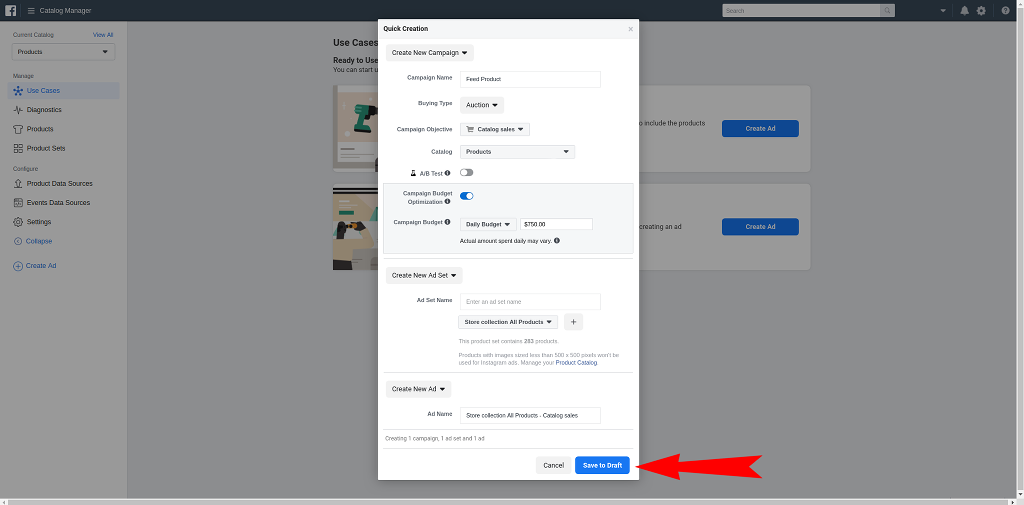 Catalog Manager
Search
Current Catalog
View All
Products
Manage
Use Cases
Diagnostics
Products
Product Sets
Configure
Product Data Sources
Events Data Sources
Settings
Collapse
Create Ad
Use Cases
Ready to Use
You can start u
o include the products
Create Ad
creating an ad
Create Ad
Quick Creation
Create New Campaign
Campaign Name
Feed Product
Buying Type
Auction
Campaign Objective
Catalog sales
Catalog
Products
A/B Test
Campaign Budget
Optimization
Campaign Budget
Daily Budget
$750.00
Actual amount spent daily may vary.
Create New Ad Set
Ad Set Name
Enter an ad set name
Store collection All Products
This product set contains 283 products.
Products with images sized less than 500 x 500 pixels won't be
used for Instagram ads. Manage your Product Catalog.
Create New Ad
Ad Name
Store collection All Products - Catalog sales
Creating 1 campaign, 1 ad set and 1 ad
Cancel
Save to Draft